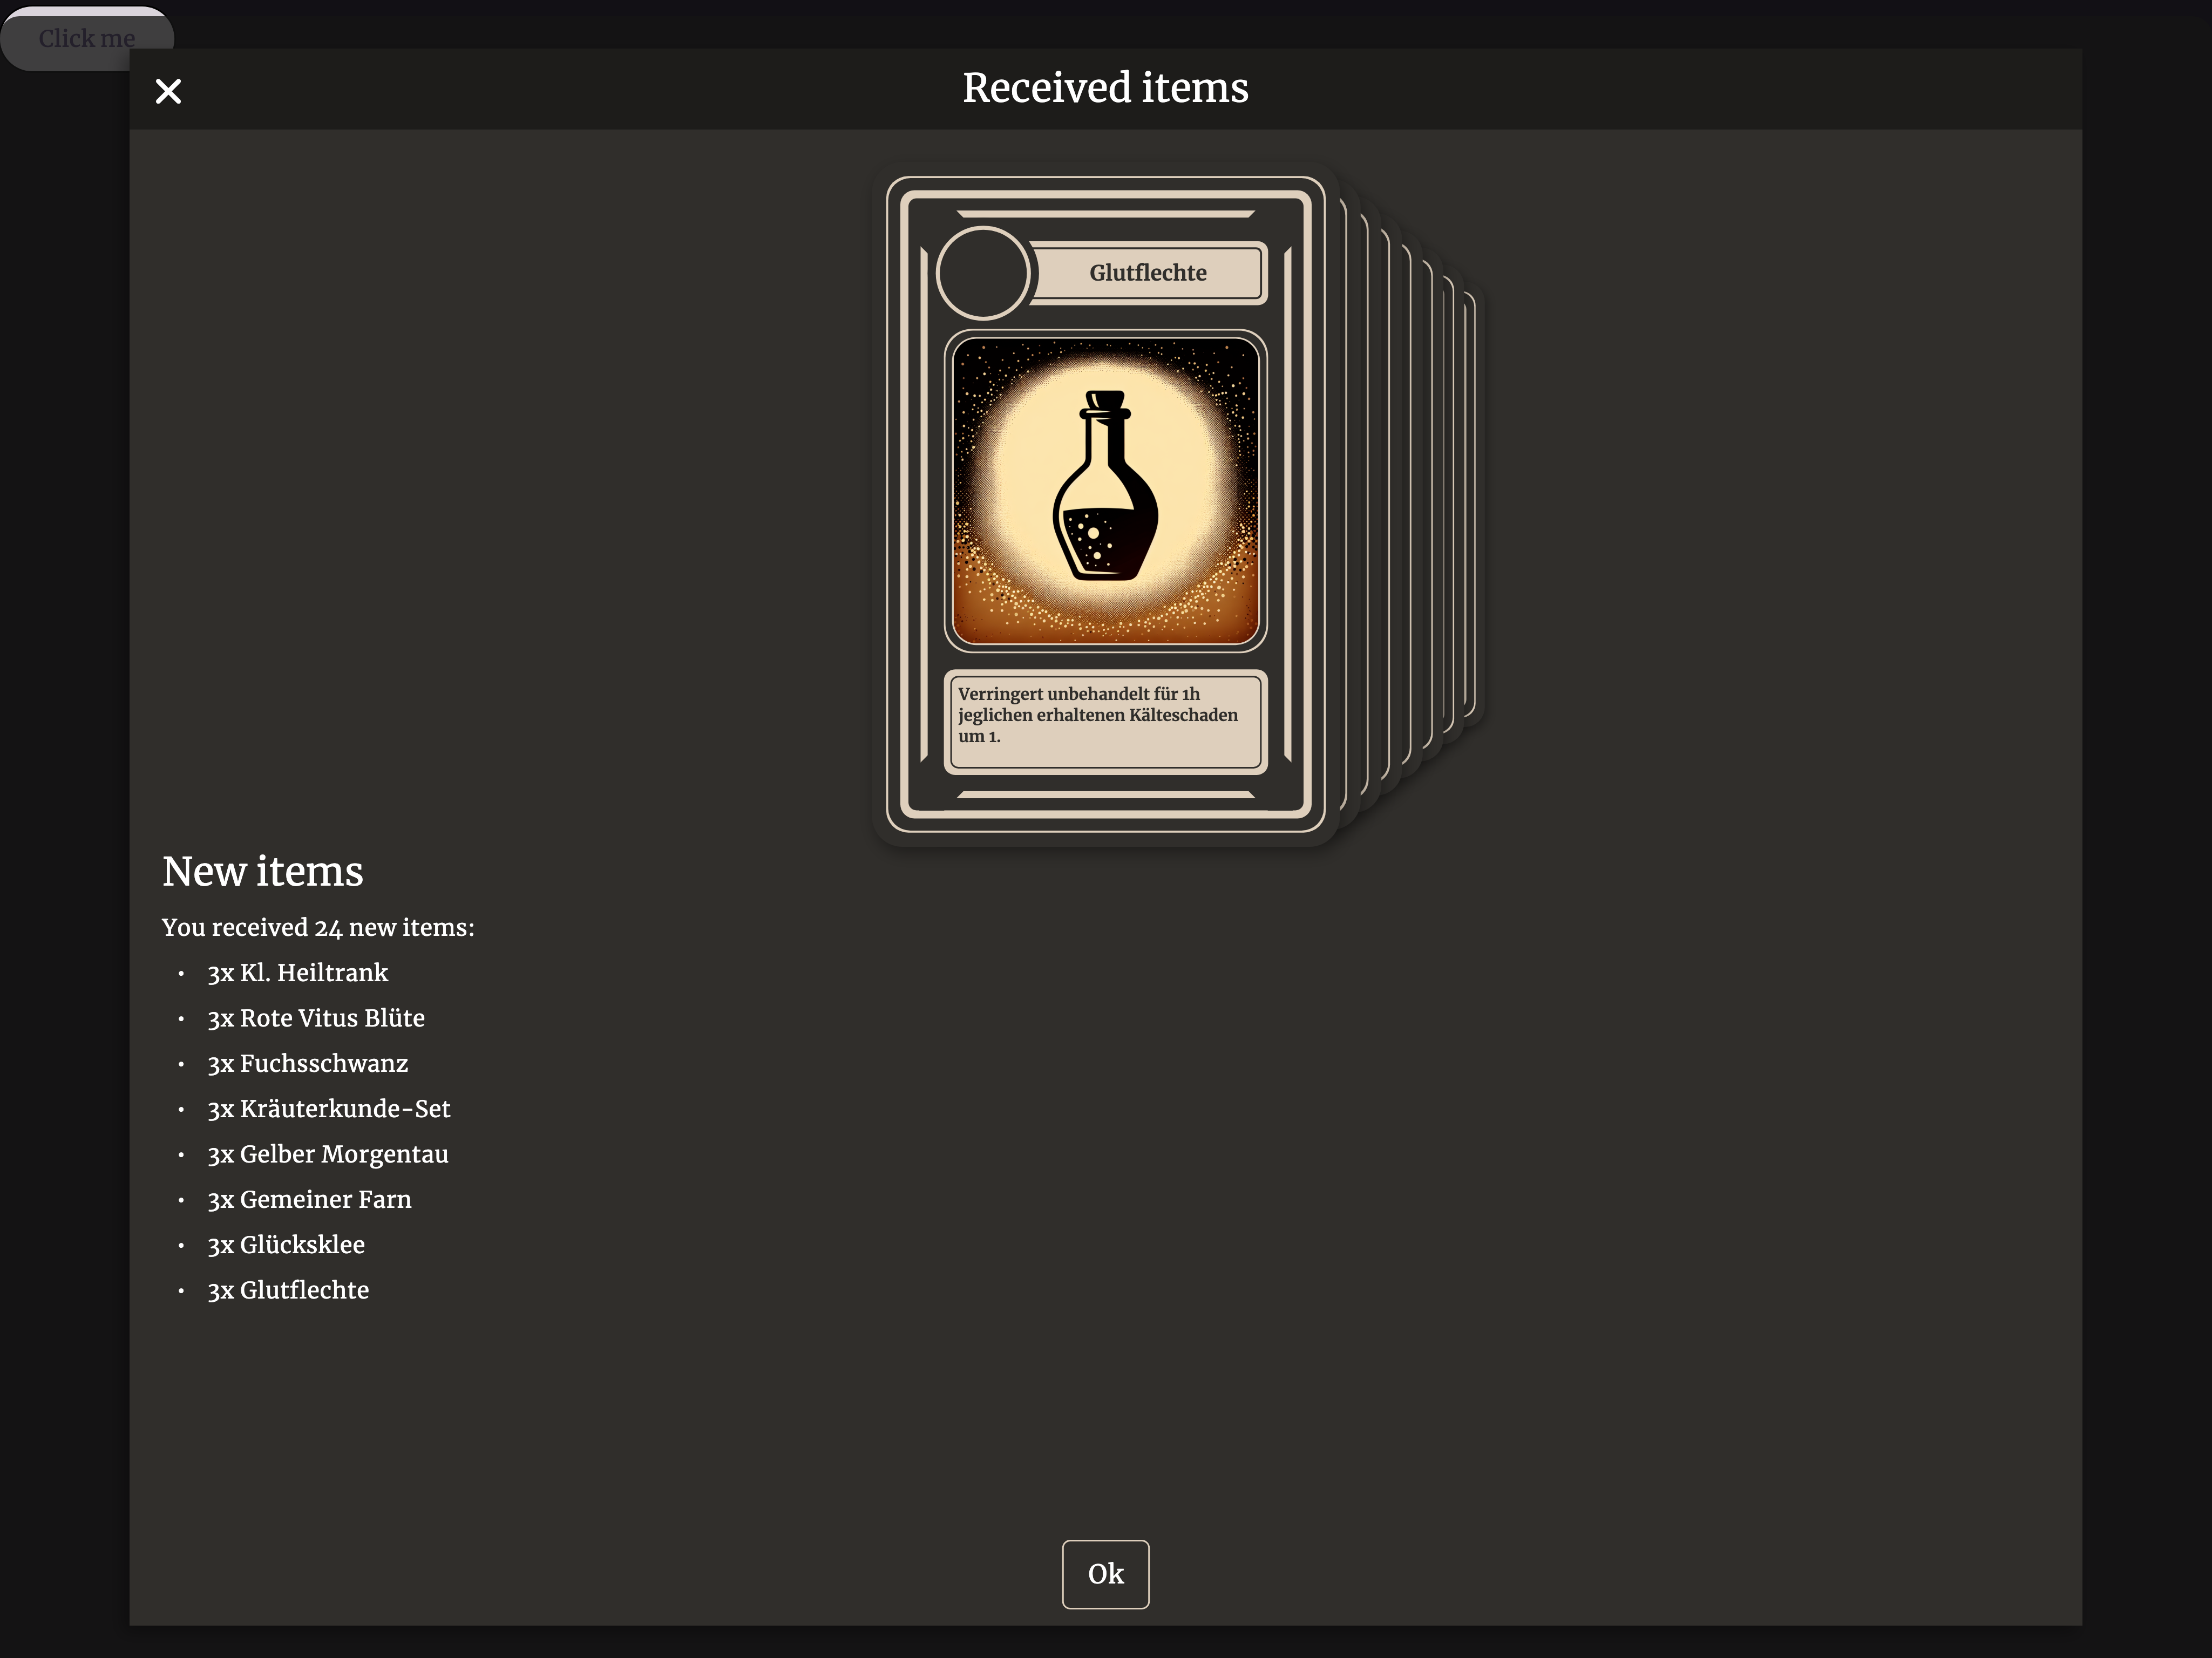 Click me
Received items
Glutflechte
Verringert unbehandelt für 1h
jeglichen erhaltenen Kälteschaden
um 1.
New items
You received 24 new items:
• 3x Kl. Heiltrank
• 3x Rote Vitus Blüte
• 3x Fuchsschwanz
• 3x Kräuterkunde-Set
• 3x Gelber Morgentau
• 3x Gemeiner Farn
• 3x Glücksklee
• 3x Glutflechte
Ok